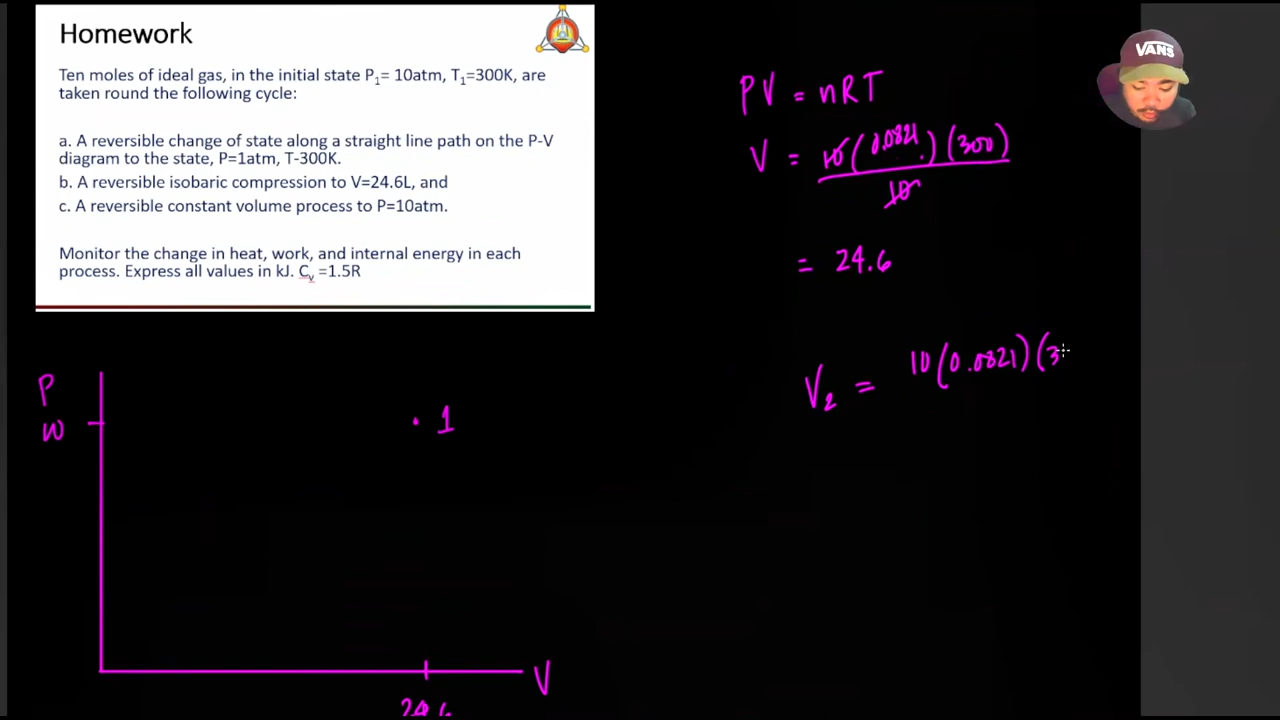 Homework
Ten moles of ideal gas, in the initial state P₁= 10atm, T₁=300K, are
taken round the following cycle:
a. A reversible change of state along a straight line path on the P-V
diagram to the state, P=1atm, T-300K.
b. A reversible isobaric compression to V=24.6L, and
c. A reversible constant volume process to P=10atm.
Monitor the change in heat, work, and internal energy in each
process. Express all values in kJ. Cᵥ =1.5R
VANS
PV = nRT
V = 10(0.0821)(300)
10
= 24.6
V₂ = 10(0.0821)(3
P
10
. 1
V
24.6